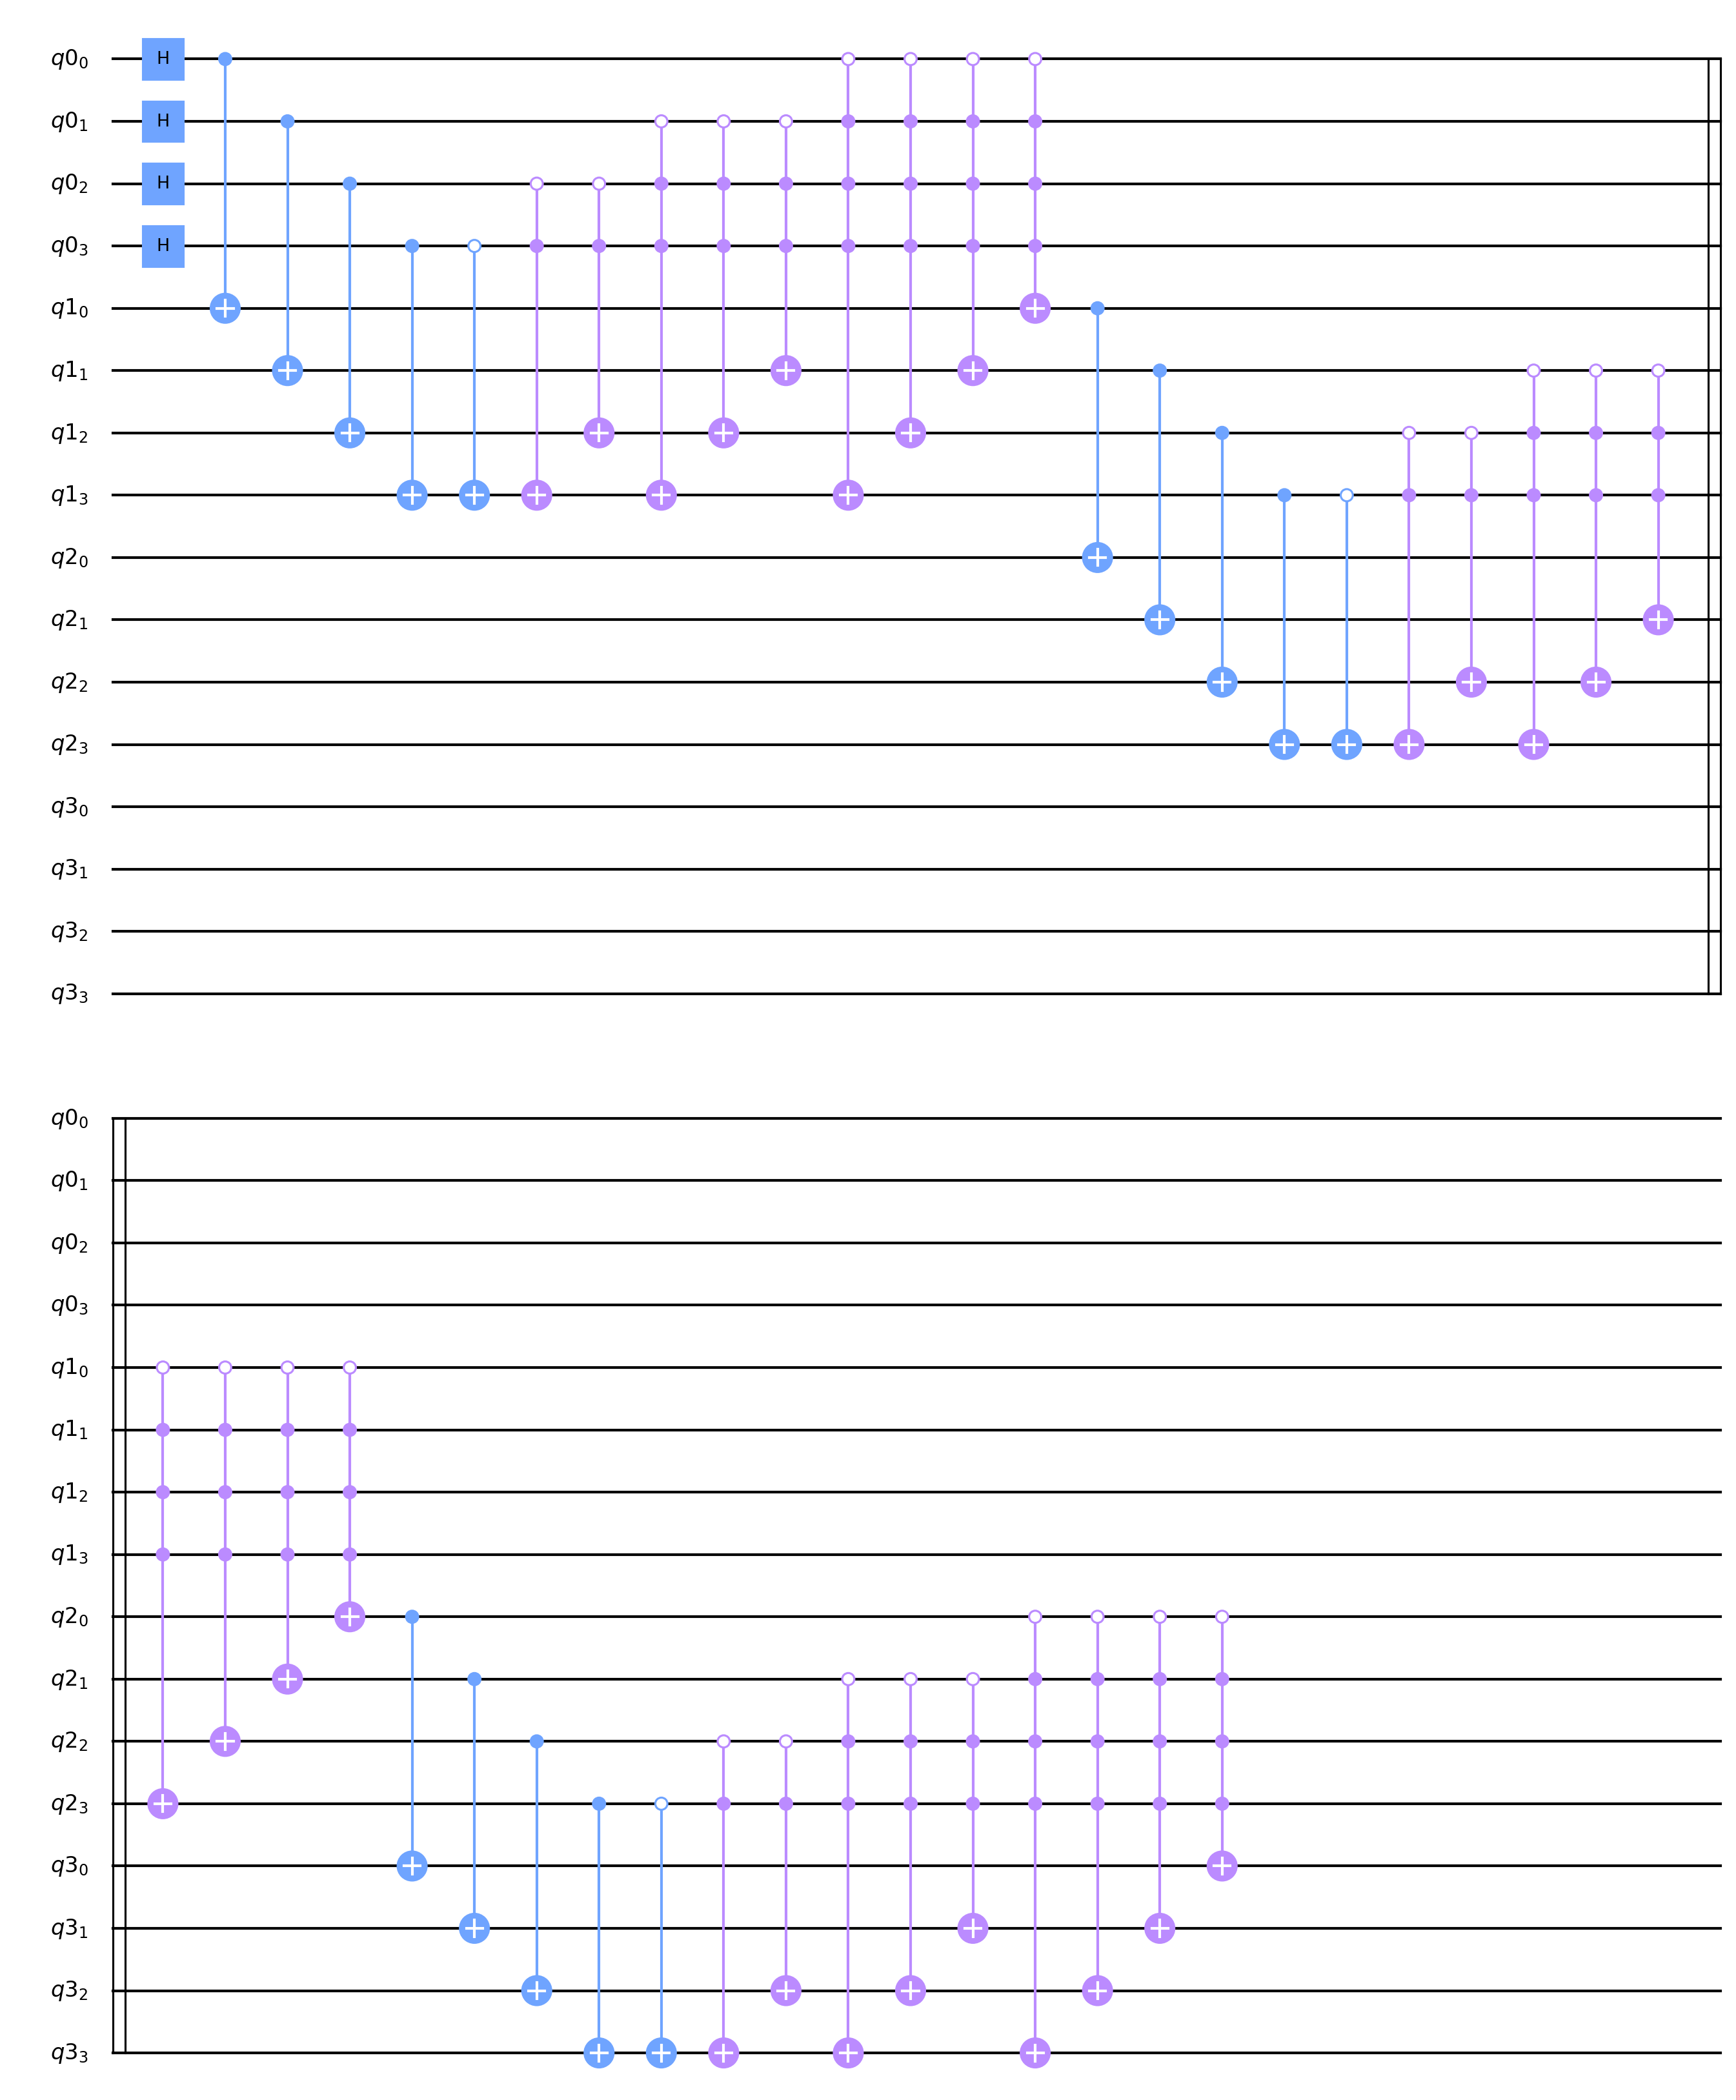 q0₀ H
q0₁ H
q0₂ H
q0₃ H
q1₀
q1₁
q1₂
q1₃
q2₀
q2₁
q2₂
q2₃
q3₀
q3₁
q3₂
q3₃
q0₀
q0₁
q0₂
q0₃
q1₀
q1₁
q1₂
q1₃
q2₀
q2₁
q2₂
q2₃
q3₀
q3₁
q3₂
q3₃